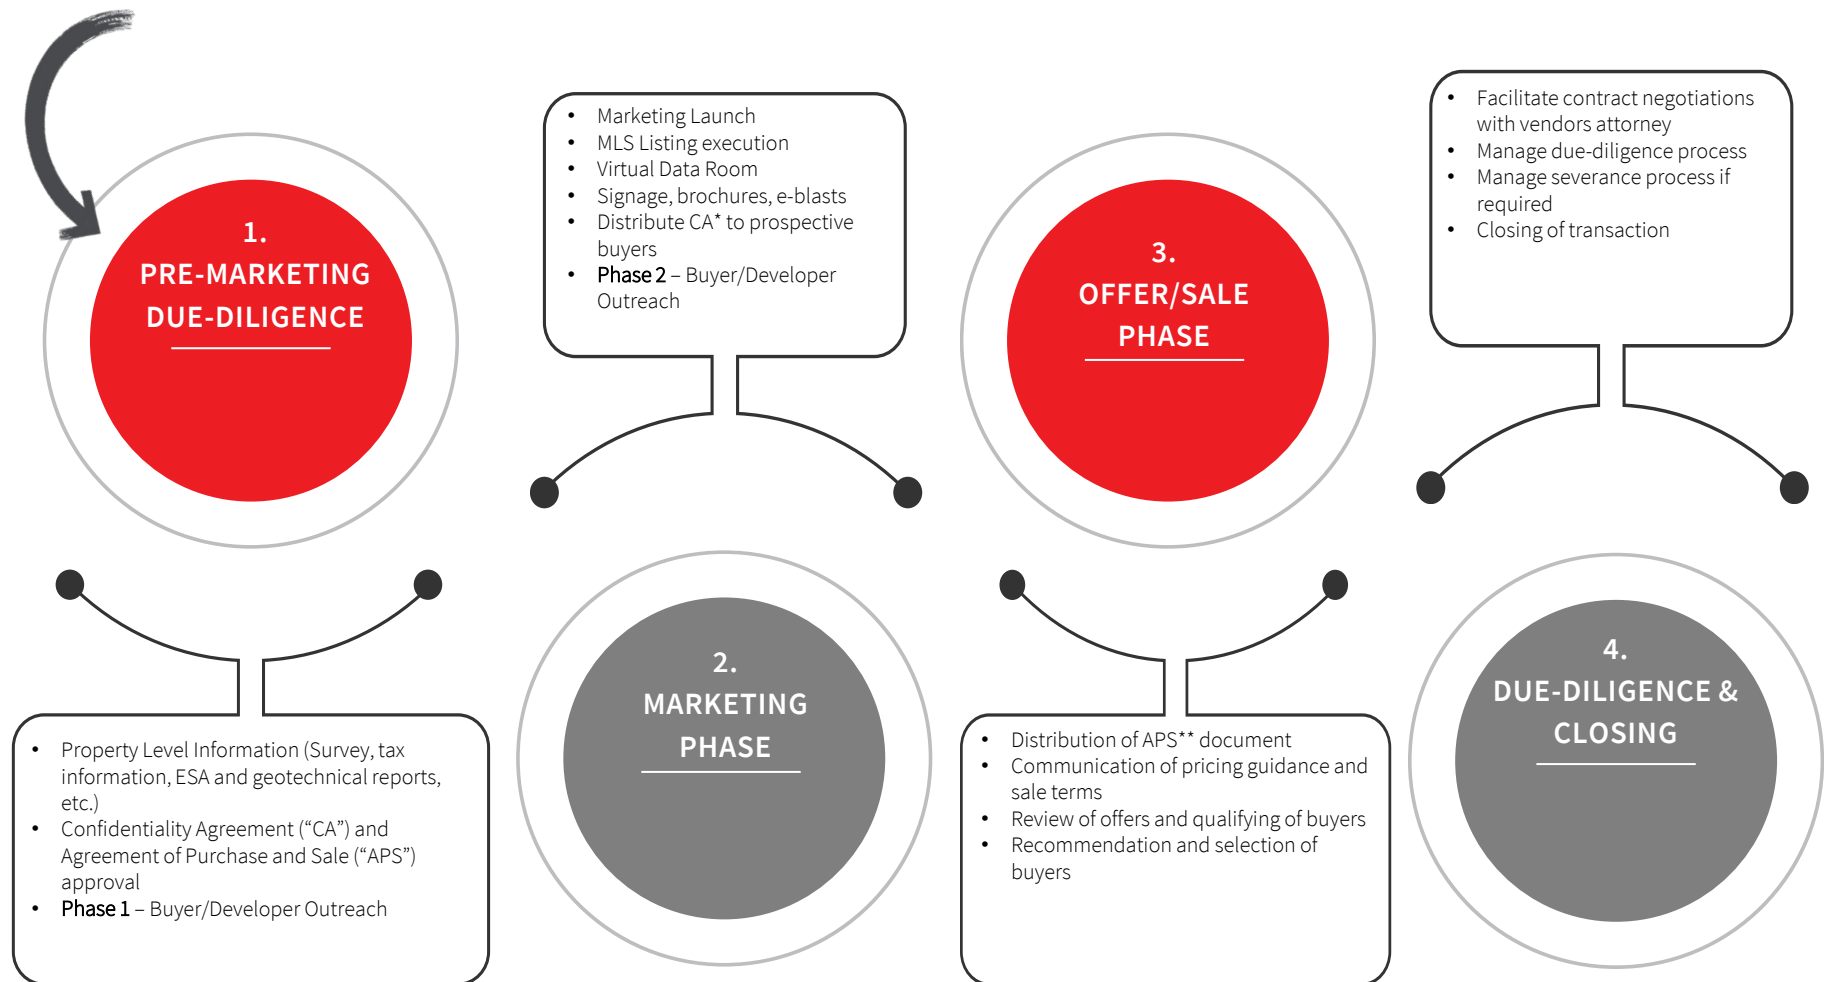 1.
PRE-MARKETING
DUE-DILIGENCE
• Property Level Information (Survey, tax
information, ESA and geotechnical reports,
etc.)
• Confidentiality Agreement (“CA”) and
Agreement of Purchase and Sale (“APS”)
approval
• Phase 1 – Buyer/Developer Outreach
• Marketing Launch
• MLS Listing execution
• Virtual Data Room
• Signage, brochures, e-blasts
• Distribute CA* to prospective
buyers
• Phase 2 – Buyer/Developer
Outreach
2.
MARKETING
PHASE
3.
OFFER/SALE
PHASE
• Distribution of APS** document
• Communication of pricing guidance and
sale terms
• Review of offers and qualifying of buyers
• Recommendation and selection of
buyers
• Facilitate contract negotiations
with vendors attorney
• Manage due-diligence process
• Manage severance process if
required
• Closing of transaction
4.
DUE-DILIGENCE &
CLOSING